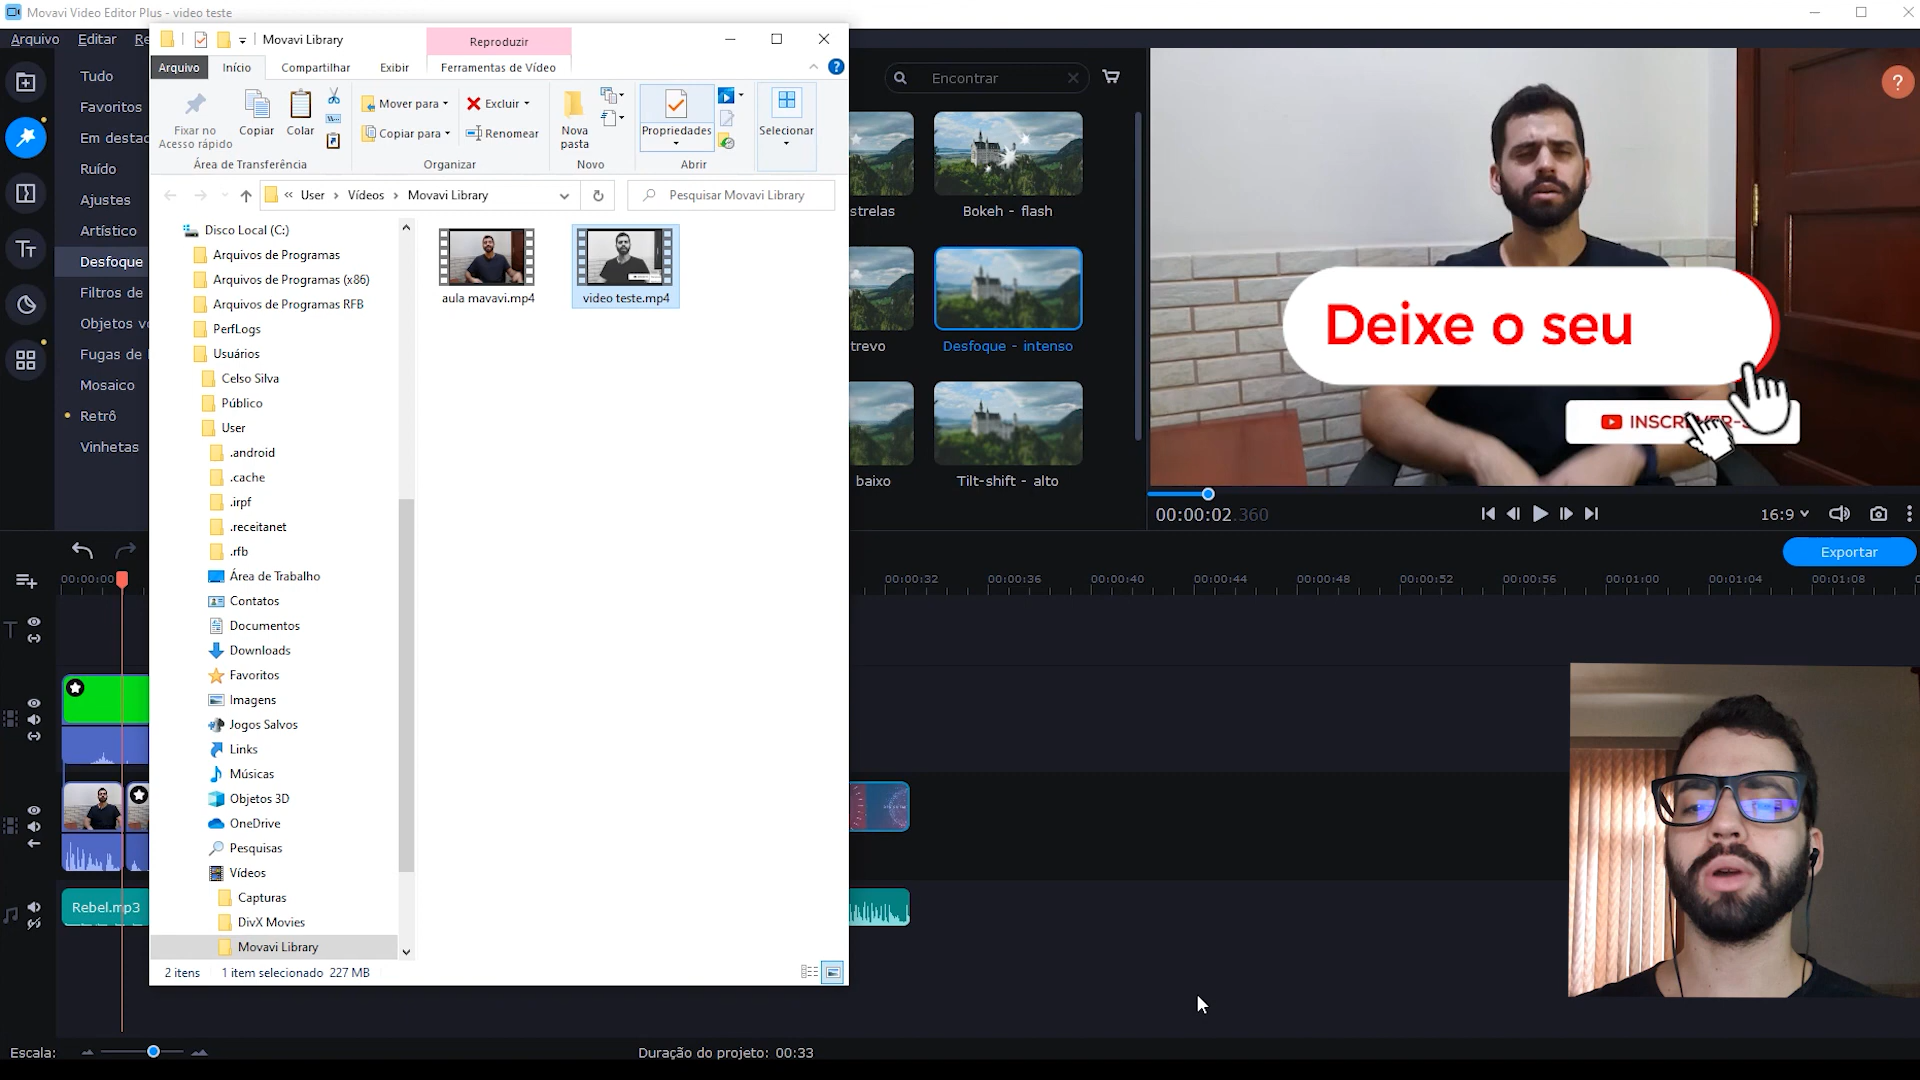 Movavi Video Editor Plus - video teste
Arquivo Editar Re
Tudo
Favoritos
Em destac
Ruído
Ajustes
Artístico
Desfoque
Filtros de
Objetos v
Fugas de
Mosaico
Retrô
Vinhetas
Movavi Library
Reproduzir
Arquivo Início Compartilhar Exibir Ferramentas de Vídeo
Fixar no
Acesso rápido
Copiar
Colar
Mover para
Copiar para
Excluir
Renomear
Nova
pasta
Propriedades
Selecionar
Área de Transferência
Organizar
Novo
Abrir
« User › Vídeos › Movavi Library
Pesquisar Movavi Library
Disco Local (C:)
Arquivos de Programas
Arquivos de Programas (x86)
Arquivos de Programas RFB
PerfLogs
Usuários
Celso Silva
Público
User
.android
.cache
.irpf
.receitanet
.rfb
Área de Trabalho
Contatos
Documentos
Downloads
Favoritos
Imagens
Jogos Salvos
Links
Músicas
Objetos 3D
OneDrive
Pesquisas
Vídeos
Capturas
DivX Movies
Movavi Library
aula mavavi.mp4
video teste.mp4
2 itens
1 item selecionado 227 MB
Encontrar
strelas
Bokeh - flash
trevo
Desfoque - intenso
baixo
Tilt-shift - alto
?
Deixe o seu
INSCREVER-S
00:00:02.360
16:9
Exportar
00:00:00
00:00:32 00:00:36 00:00:40 00:00:44 00:00:48 00:00:52 00:00:56 00:01:00 00:01:04 00:01:08
Rebel.mp3
Escala:
Duração do projeto: 00:33